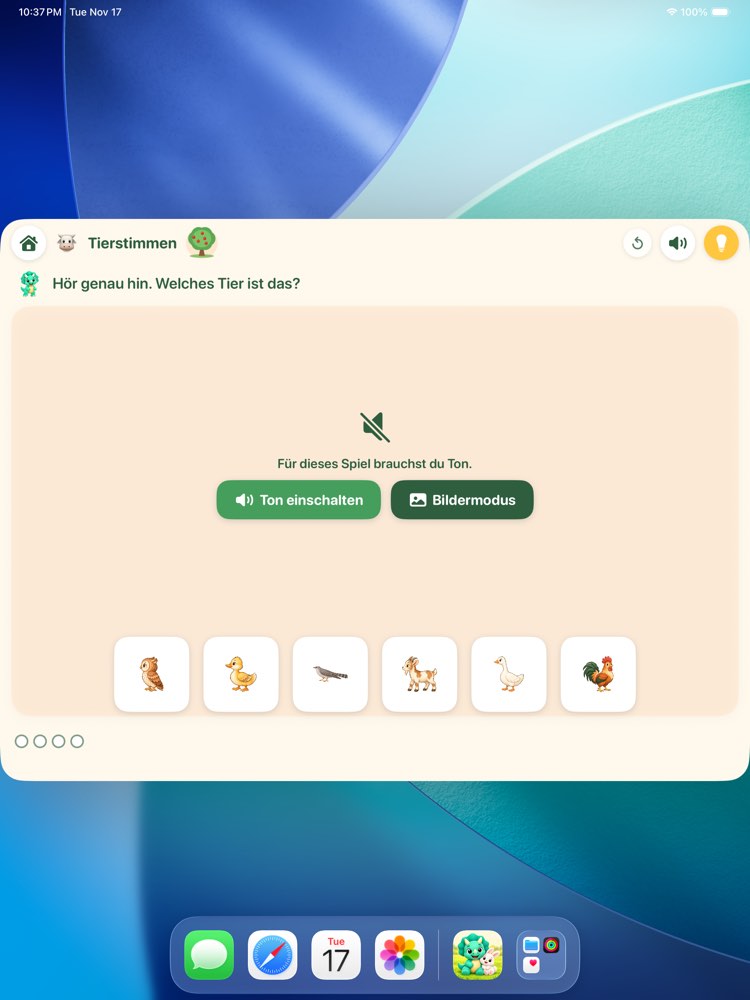 10:37 PM Tue Nov 17
100%
Tierstimmen
Hör genau hin. Welches Tier ist das?
Für dieses Spiel brauchst du Ton.
Ton einschalten
Bildermodus
Tue
17